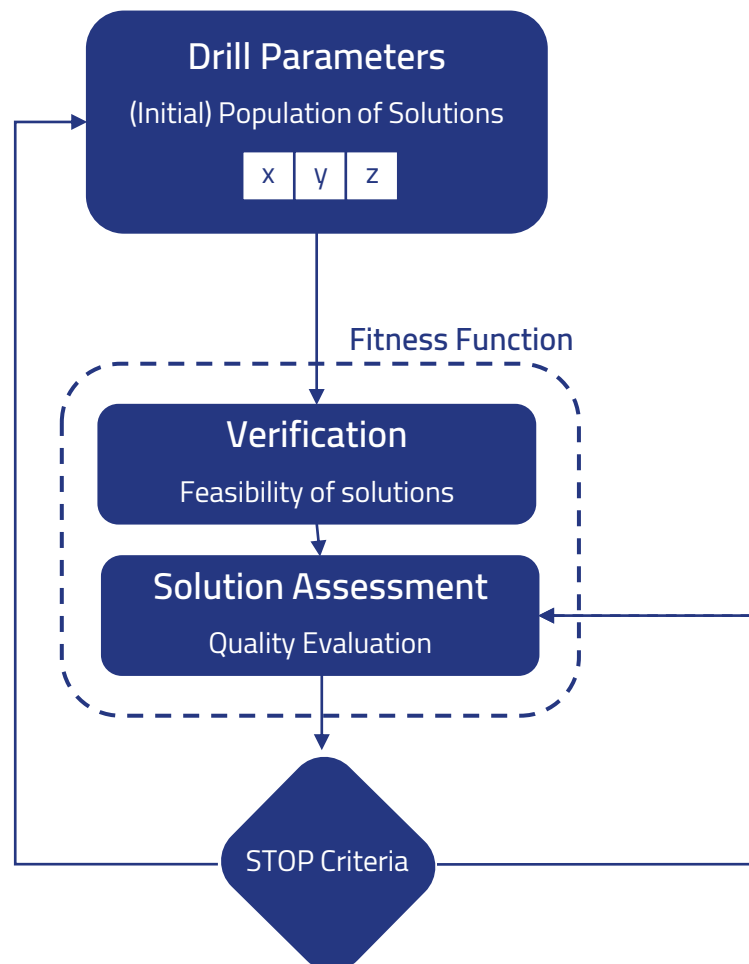 Drill Parameters
(Initial) Population of Solutions
x y z
Fitness Function
Verification
Feasibility of solutions
Solution Assessment
Quality Evaluation
STOP Criteria